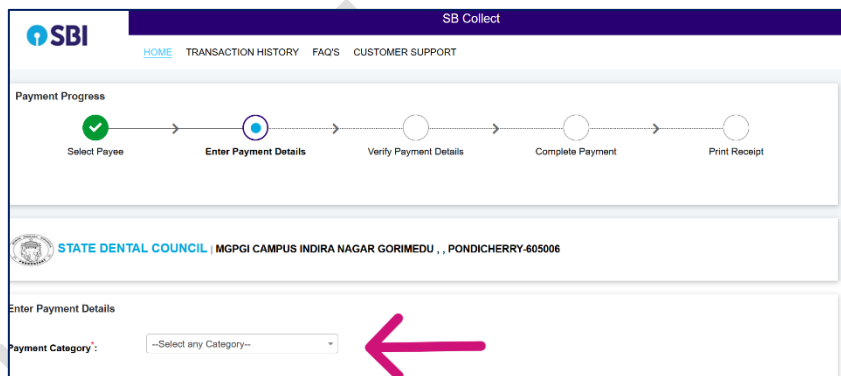 SB Collect
SBI
HOME TRANSACTION HISTORY FAQ'S CUSTOMER SUPPORT
Payment Progress
Select Payee Enter Payment Details Verify Payment Details Complete Payment Print Receipt
STATE DENTAL COUNCIL | MGPGI CAMPUS INDIRA NAGAR GORIMEDU , , PONDICHERRY-605006
Enter Payment Details
Payment Category*: --Select any Category--